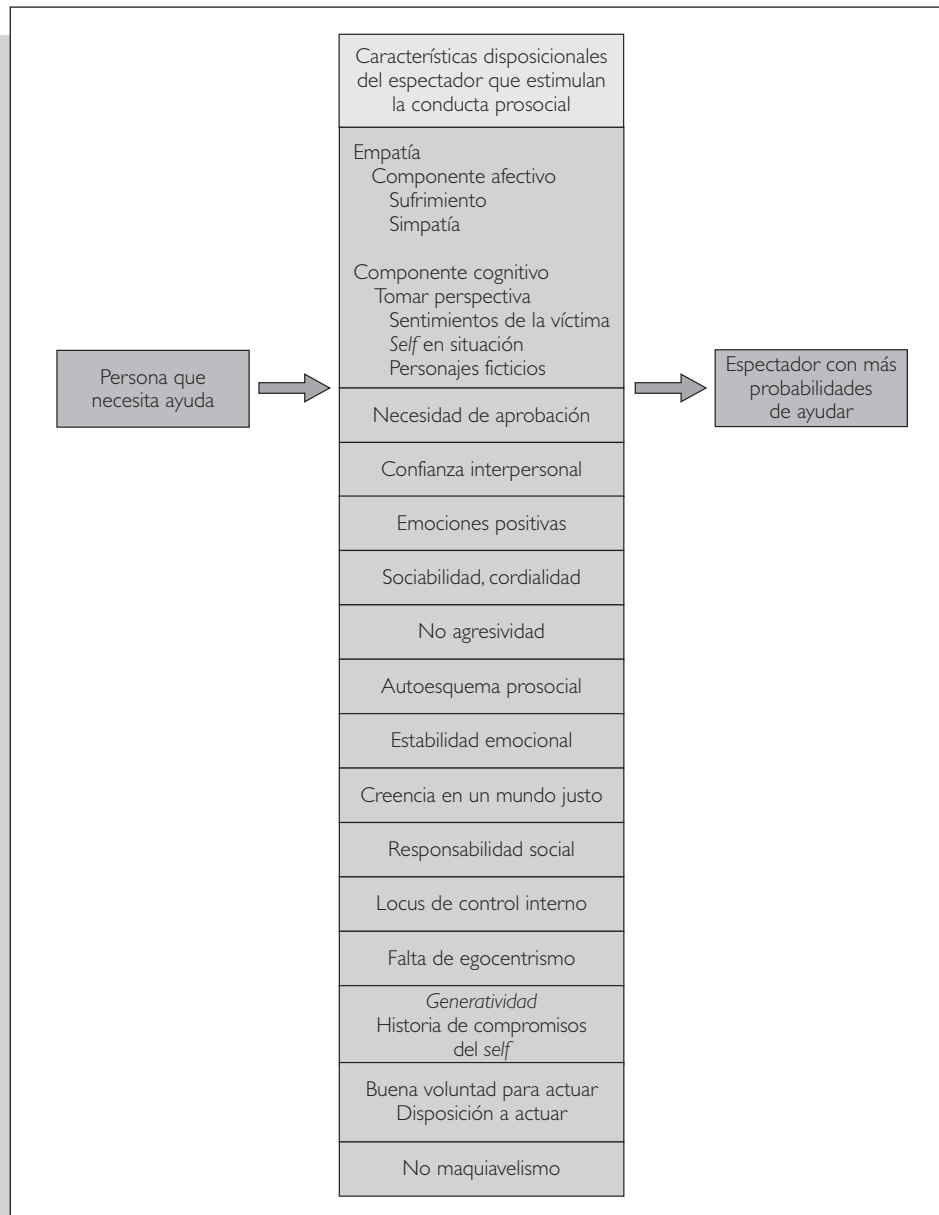 Características disposicionales
del espectador que estimulan
la conducta prosocial
Empatía
Componente afectivo
Sufrimiento
Simpatía
Componente cognitivo
Tomar perspectiva
Sentimientos de la víctima
Self en situación
Personajes ficticios
Persona que
necesita ayuda
Espectador con más
probabilidades
de ayudar
Necesidad de aprobación
Confianza interpersonal
Emociones positivas
Sociabilidad, cordialidad
No agresividad
Autoesquema prosocial
Estabilidad emocional
Creencia en un mundo justo
Responsabilidad social
Locus de control interno
Falta de egocentrismo
Generatividad
Historia de compromisos
del self
Buena voluntad para actuar
Disposición a actuar
No maquiavelismo